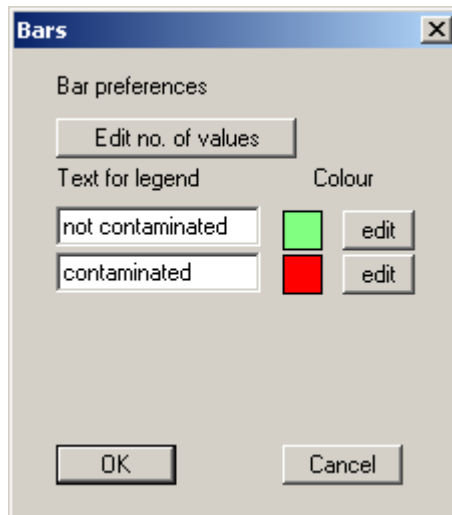 Bars
Bar preferences
Edit no. of values
Text for legend Colour
not contaminated edit
contaminated edit
OK Cancel